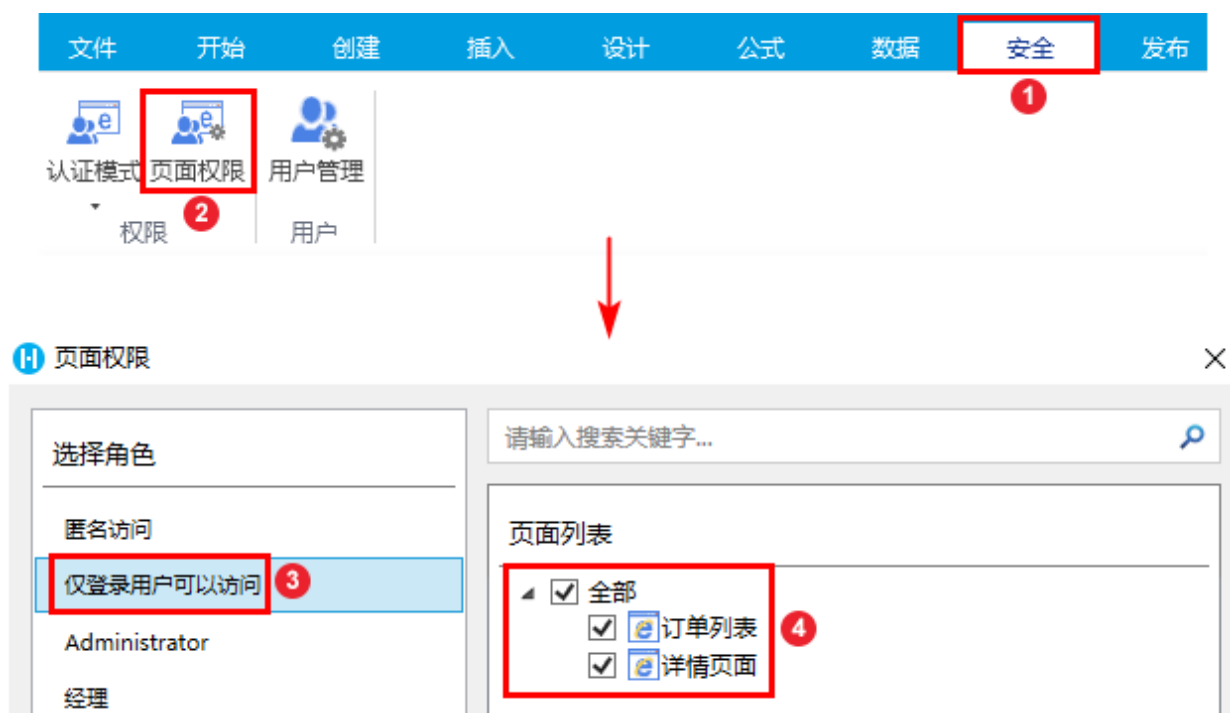 文件 开始 创建 插入 设计 公式 数据 安全 发布
1
认证模式 页面权限 用户管理
2
权限 用户
页面权限
选择角色
请输入搜索关键字...
匿名访问
页面列表
仅登录用户可以访问 3
全部
Administrator
订单列表 4
详情页面
经理